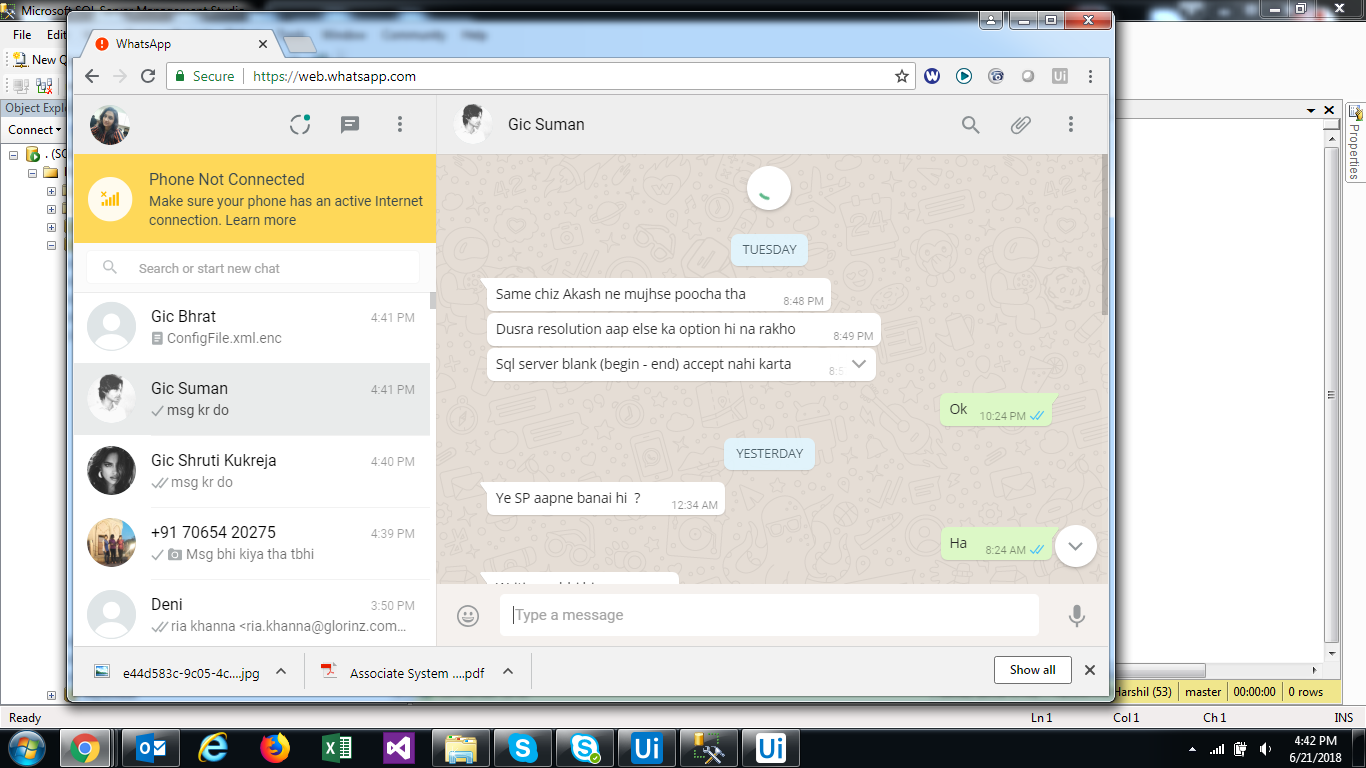 Microsoft SQL Server Management Studio
File
Edit
Window
Community
Help
New Q
Object Explo
Connect
WhatsApp
Secure
https://web.whatsapp.com
Gic Suman
Phone Not Connected
Make sure your phone has an active Internet
connection. Learn more
Search or start new chat
Gic Bhrat
4:41 PM
ConfigFile.xml.enc
Gic Suman
4:41 PM
msg kr do
Gic Shruti Kukreja
4:40 PM
msg kr do
+91 70654 20275
4:39 PM
Msg bhi kiya tha tbhi
Deni
3:50 PM
ria khanna <ria.khanna@glorinz.com...
TUESDAY
Same chiz Akash ne mujhse poocha tha
8:48 PM
Dusra resolution aap else ka option hi na rakho
8:49 PM
Sql server blank (begin - end) accept nahi karta
8:5
Ok
10:24 PM
YESTERDAY
Ye SP aapne banai hi ?
12:34 AM
Ha
8:24 AM
Type a message
e44d583c-9c05-4c....jpg
Associate System ....pdf
Show all
Properties
Harshil (53)
master
00:00:00
0 rows
Ready
Ln 1
Col 1
Ch 1
INS
Ui
Ui
4:42 PM
6/21/2018